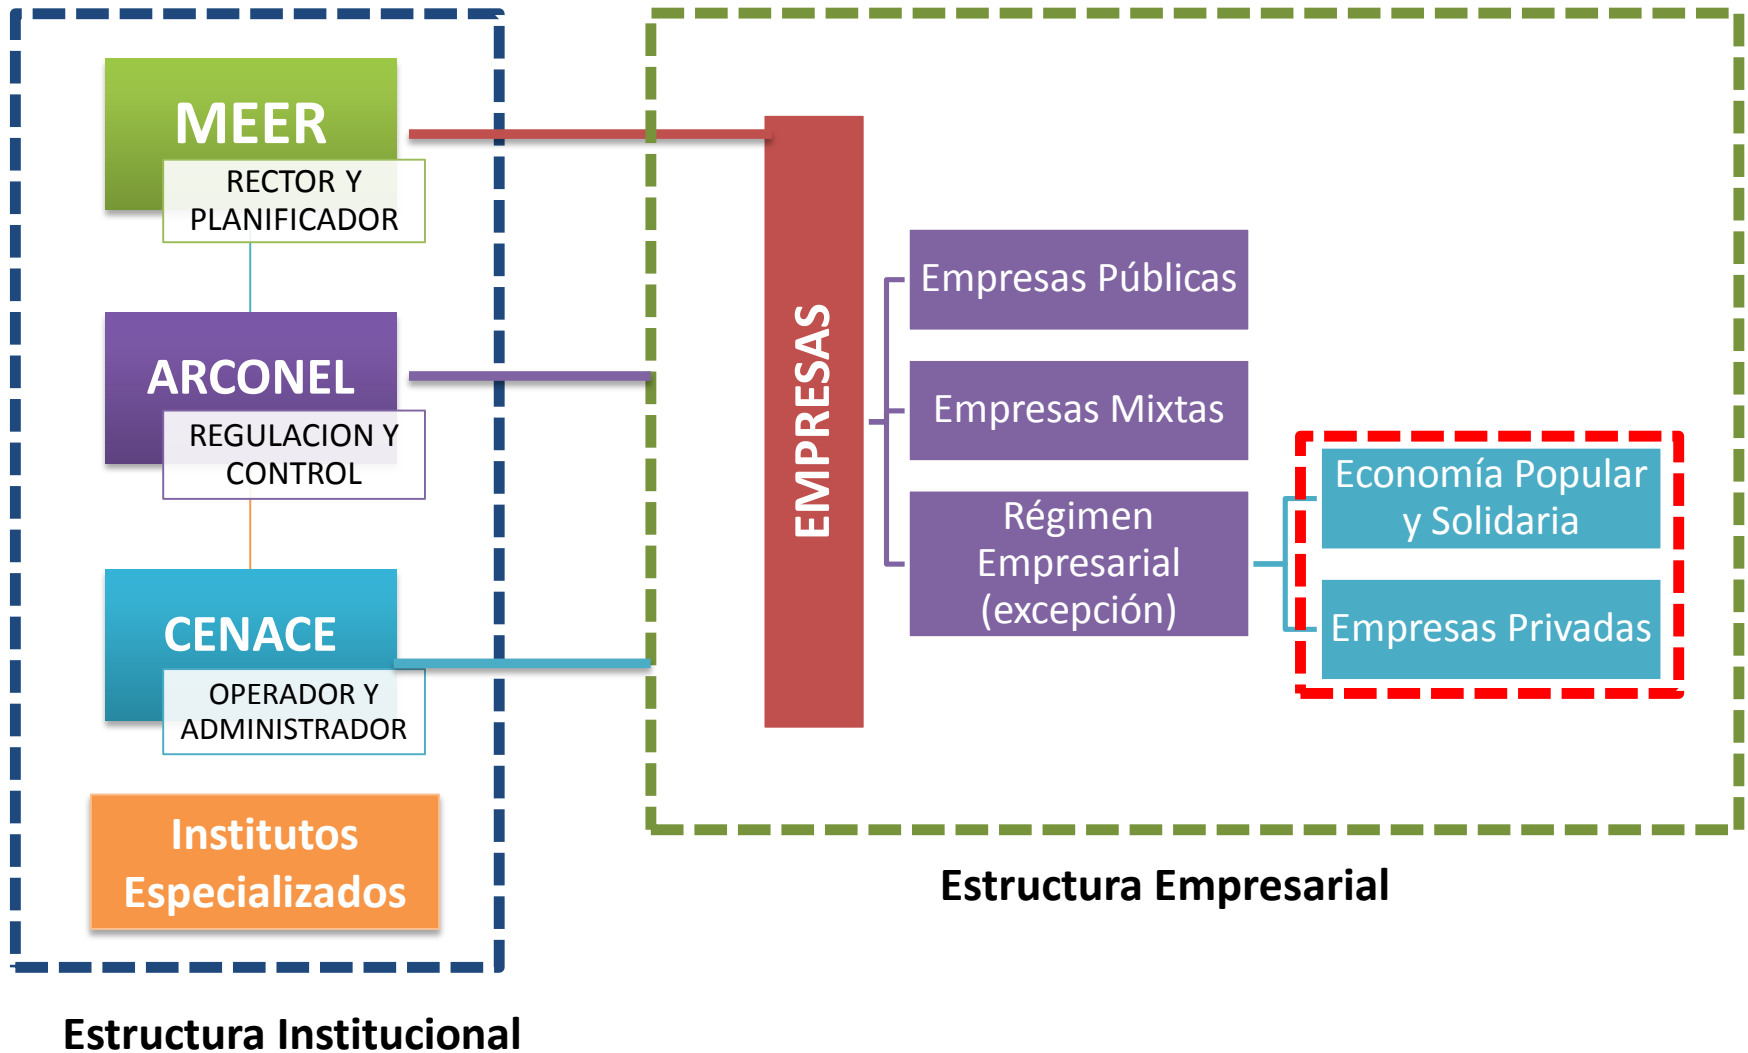 MEER
RECTOR Y
PLANIFICADOR
ARCONEL
REGULACION Y
CONTROL
CENACE
OPERADOR Y
ADMINISTRADOR
Institutos
Especializados
Estructura Institucional
EMPRESAS
Empresas Públicas
Empresas Mixtas
Régimen
Empresarial
(excepción)
Economía Popular
y Solidaria
Empresas Privadas
Estructura Empresarial